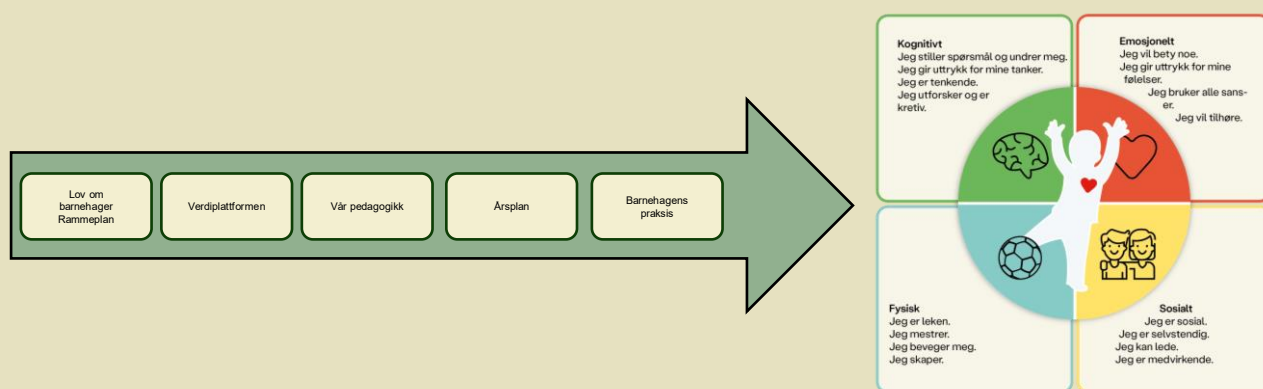 Lov om
barnehager
Rammeplan
Verdiplattformen
Vår pedagogikk
Årsplan
Barnehagens
praksis
Kognitivt
Jeg stiller spørsmål og undrer meg.
Jeg gir uttrykk for mine tanker.
Jeg er tenkende.
Jeg utforsker og er
kretiv.
Emosjonelt
Jeg vil bety noe.
Jeg gir uttrykk for mine
følelser.
Jeg bruker alle sans-
er.
Jeg vil tilhøre.
Fysisk
Jeg er leken.
Jeg mestrer.
Jeg beveger meg.
Jeg skaper.
Sosialt
Jeg er sosial.
Jeg er selvstendig.
Jeg kan lede.
Jeg er medvirkende.